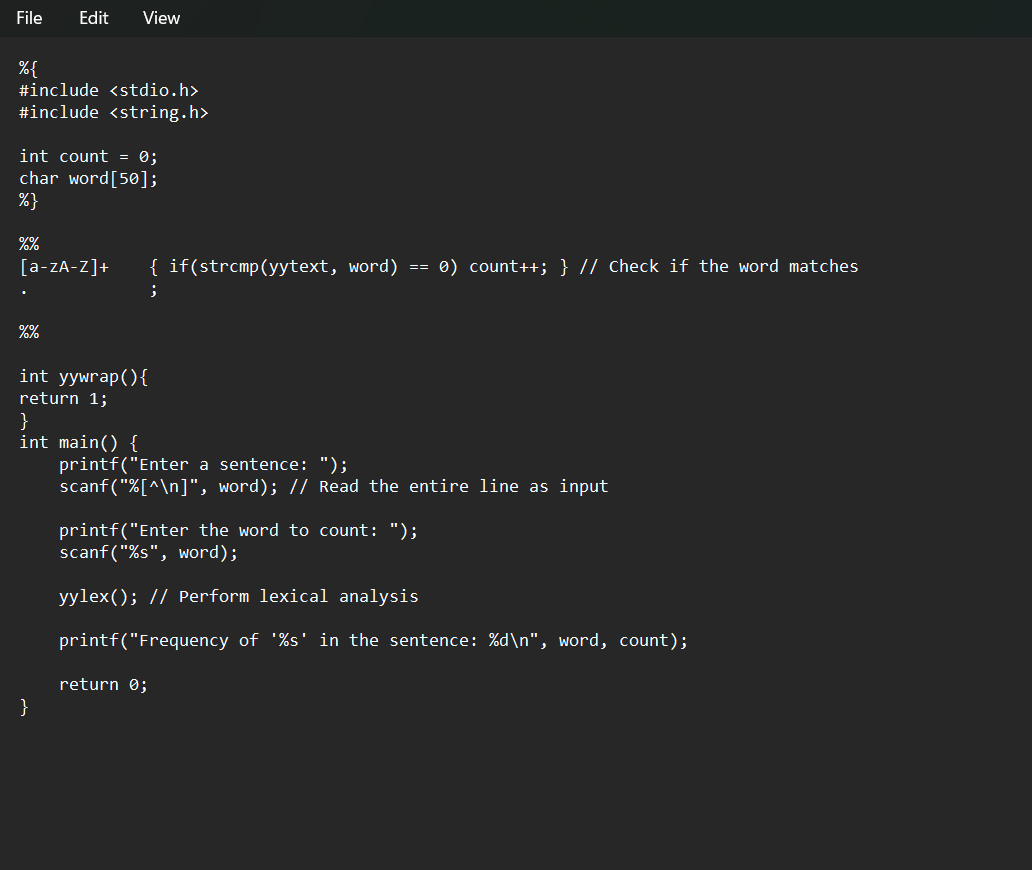 File Edit View
%{
#include <stdio.h>
#include <string.h>
int count = 0;
char word[50];
%}
%%
[a-zA-Z]+    { if(strcmp(yytext, word) == 0) count++; } // Check if the word matches
.            ;
%%
int yywrap(){
return 1;
}
int main() {
    printf("Enter a sentence: ");
    scanf("%[^\n]", word); // Read the entire line as input
    printf("Enter the word to count: ");
    scanf("%s", word);
    yylex(); // Perform lexical analysis
    printf("Frequency of '%s' in the sentence: %d\n", word, count);
    return 0;
}